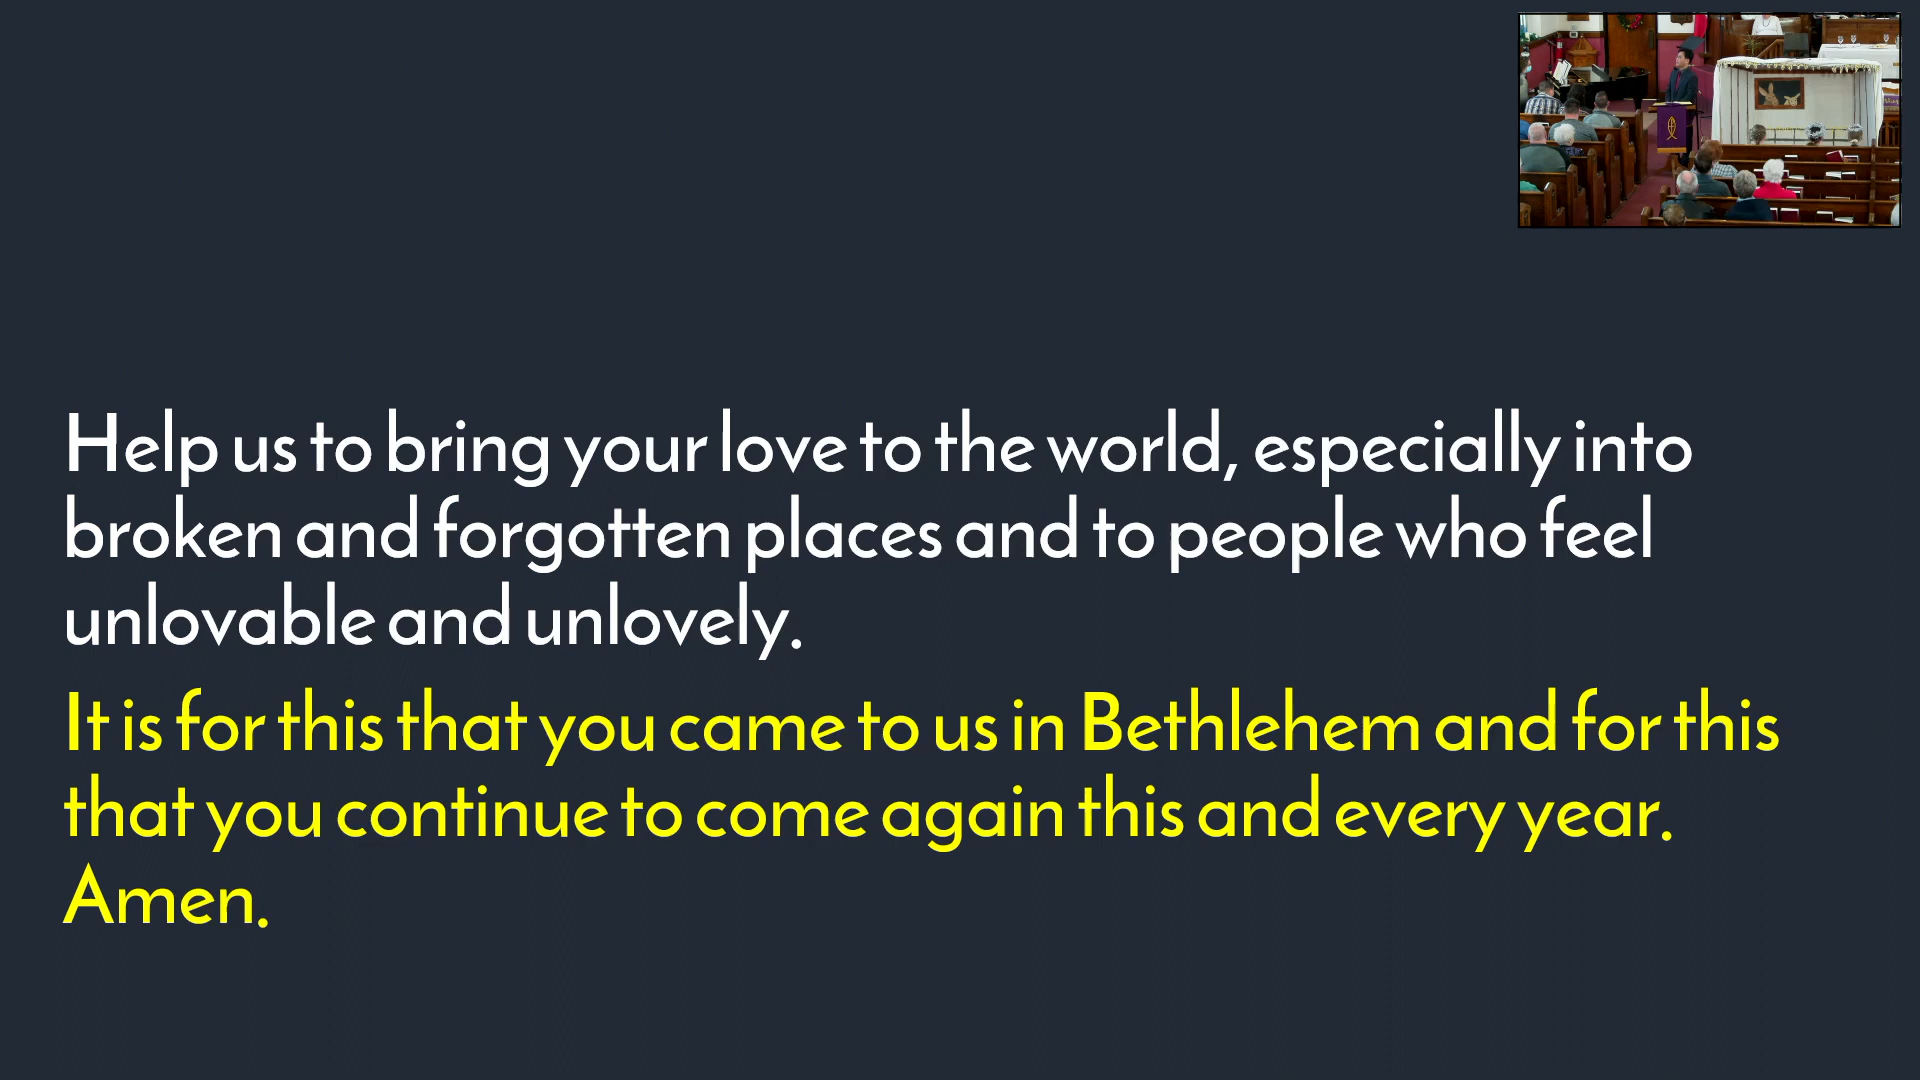 Help us to bring your love to the world, especially into
broken and forgotten places and to people who feel
unlovable and unlovely.
It is for this that you came to us in Bethlehem and for this
that you continue to come again this and every year.
Amen.